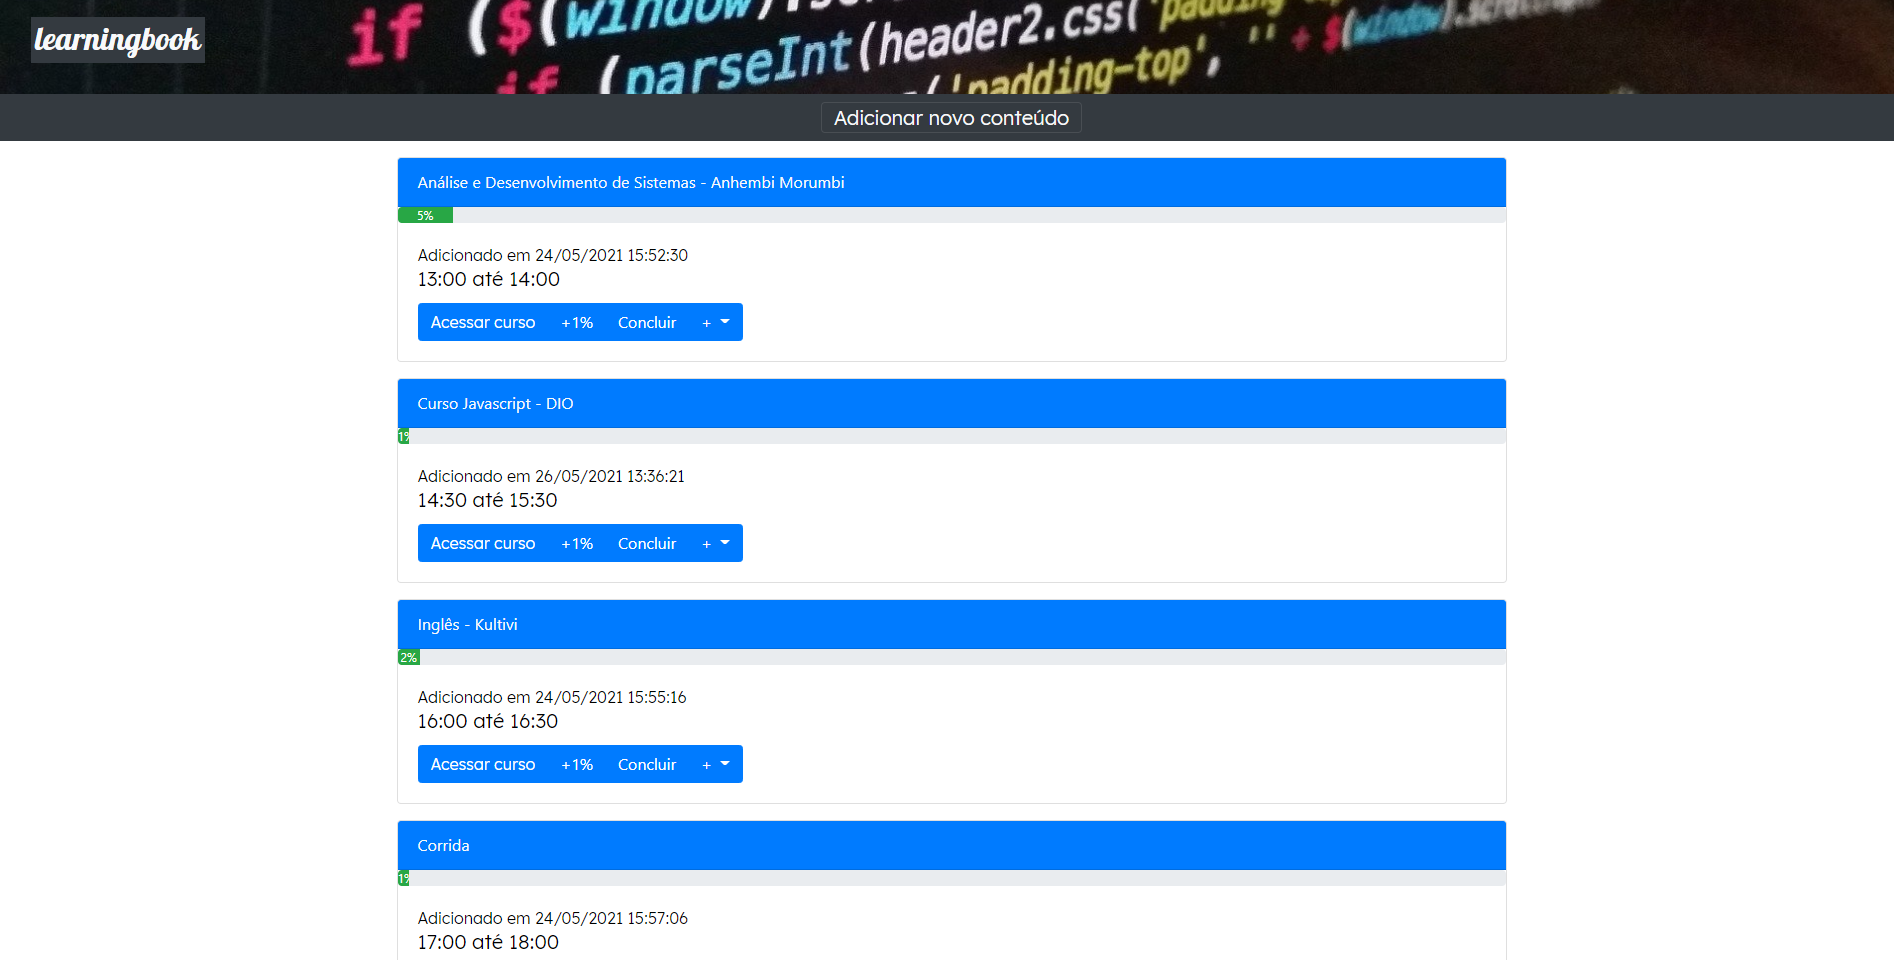 if ($(window).
learningbook
parseInt(header2.css('padding-
if (parseInt
'padding-top', '' + $(window).
Adicionar novo conteúdo
Análise e Desenvolvimento de Sistemas - Anhembi Morumbi
5%
Adicionado em 24/05/2021 15:52:30
13:00 até 14:00
Acessar curso +1% Concluir +
Curso Javascript - DIO
1%
Adicionado em 26/05/2021 13:36:21
14:30 até 15:30
Acessar curso +1% Concluir +
Inglês - Kultivi
2%
Adicionado em 24/05/2021 15:55:16
16:00 até 16:30
Acessar curso +1% Concluir +
Corrida
1%
Adicionado em 24/05/2021 15:57:06
17:00 até 18:00